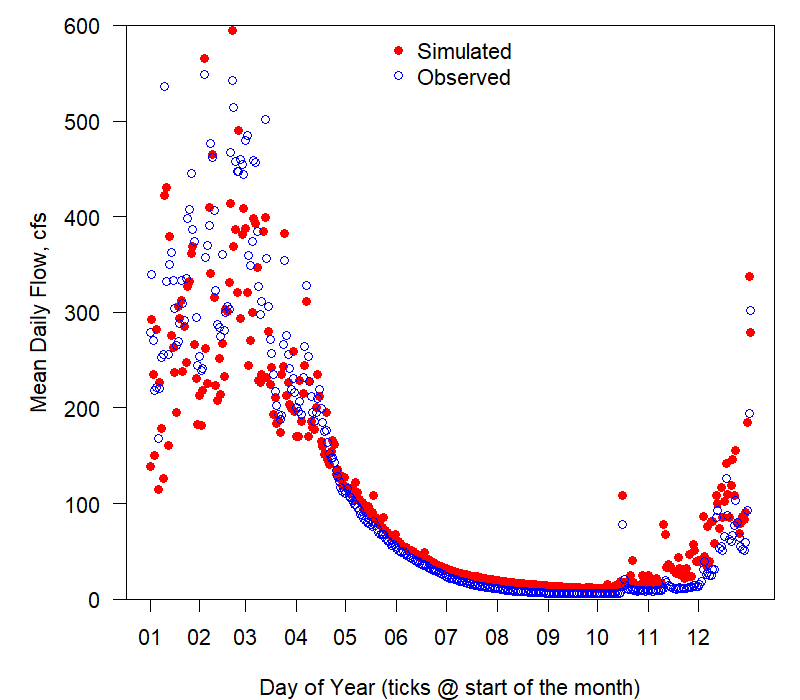 Simulated
Observed
Mean Daily Flow, cfs
600
500
400
300
200
100
0
01 02 03 04 05 06 07 08 09 10 11 12
Day of Year (ticks @ start of the month)